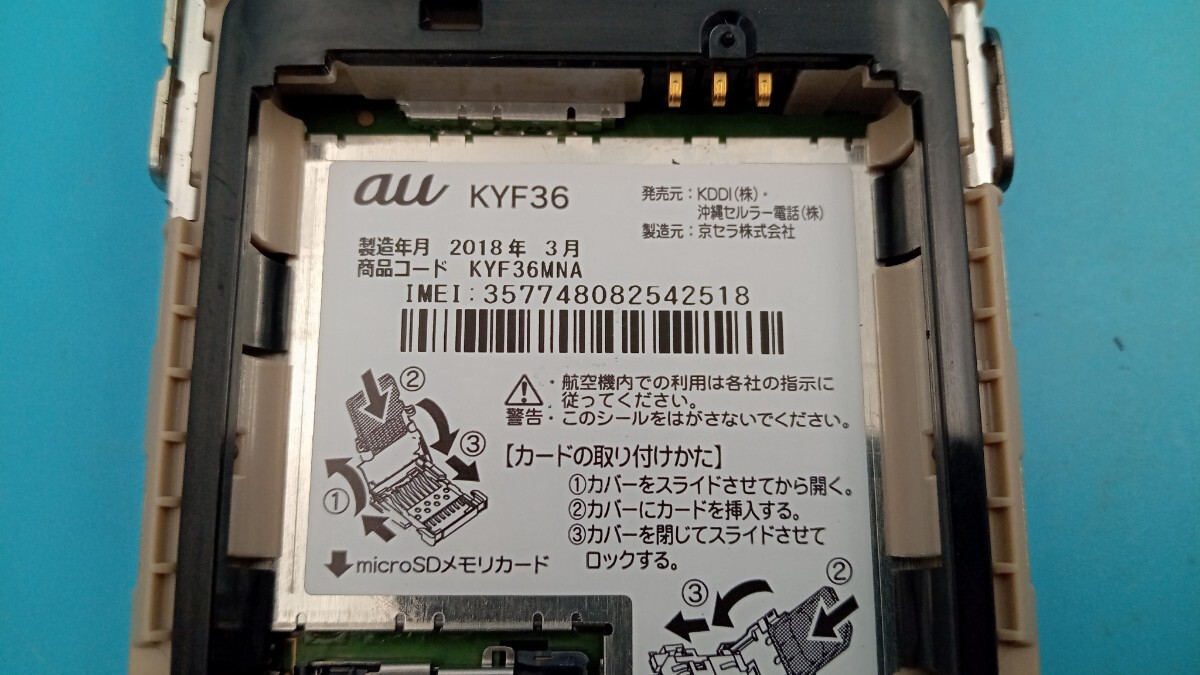 au KYF36
発売元：KDDI（株）・
沖縄セルラー電話（株）
製造元：京セラ株式会社
製造年月 2018年 3月
商品コード KYF36MNA
IMEI：357748082542518
②
③
①
警告
・航空機内での利用は各社の指示に
従ってください。
・このシールをはがさないでください。
【カードの取り付けかた】
①カバーをスライドさせてから開く。
②カバーにカードを挿入する。
③カバーを閉じてスライドさせて
ロックする。
microSDメモリカード
③
②